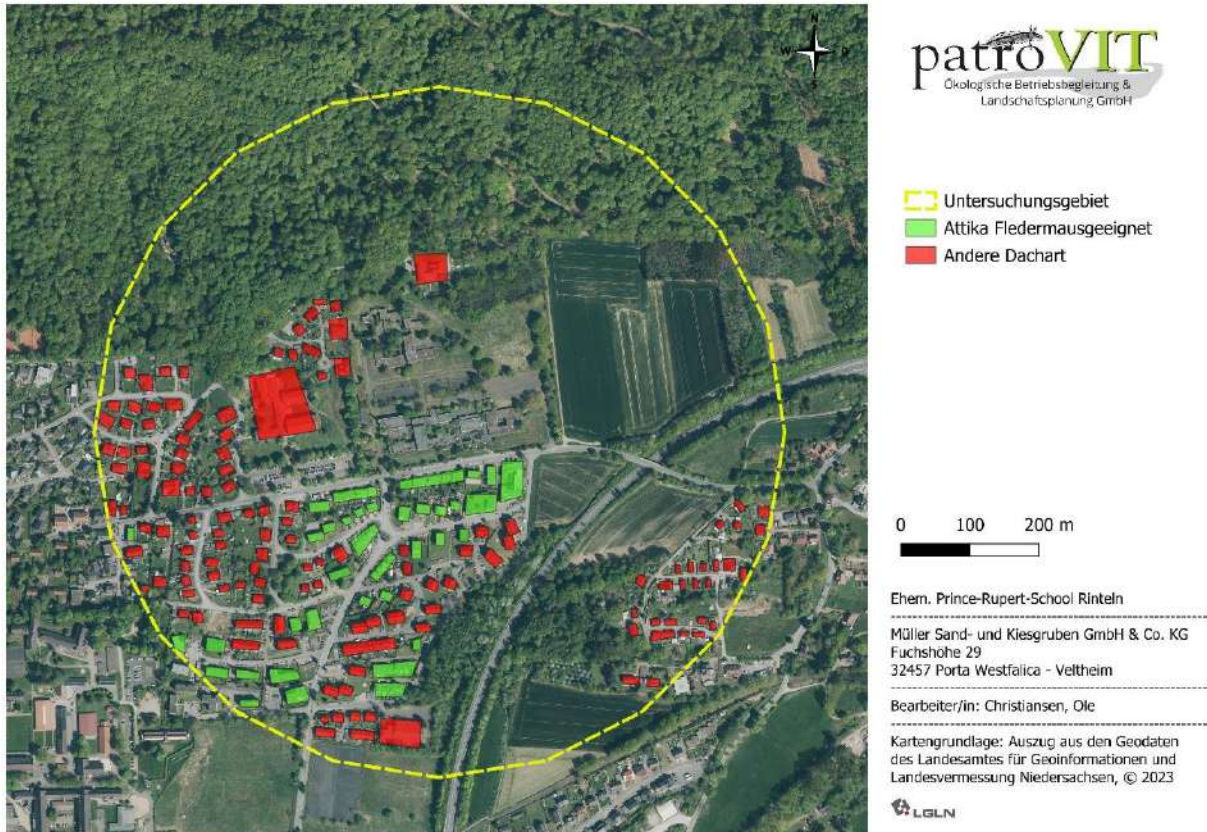 N
W
S
patroVIT
Ökologische Betriebsbegleitung &
Landschaftsplanung GmbH
Untersuchungsgebiet
Attika Fledermausgeeignet
Andere Dachart
0 100 200 m
Ehem. Prince-Rupert-School Rinteln
Müller Sand- und Kiesgruben GmbH & Co. KG
Fuchshöhe 29
32457 Porta Westfalica - Veltheim
Bearbeiter/in: Christiansen, Ole
Kartengrundlage: Auszug aus den Geodaten
des Landesamtes für Geoinformationen und
Landesvermessung Niedersachsen, © 2023
LGLN